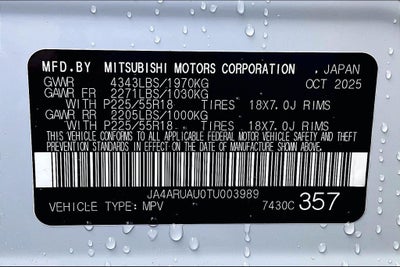 MFD.BY MITSUBISHI MOTORS CORPORATION JAPAN
GVWR 4343LBS/1970KG OCT 2025
GAWR FR 2271LBS/1030KG
WITH P225/55R18 TIRES 18X7.0J RIMS
GAWR RR 2205LBS/1000KG
WITH P225/55R18 TIRES 18X7.0J RIMS
THIS VEHICLE CONFORMS TO ALL APPLICABLE FEDERAL MOTOR VEHICLE SAFETY AND THEFT PREVENTION STANDARDS IN EFFECT ON THE DATE OF MANUFACTURE SHOWN ABOVE.
JA4ARUAU0TU003989
VEHICLE TYPE: MPV 7430C 357